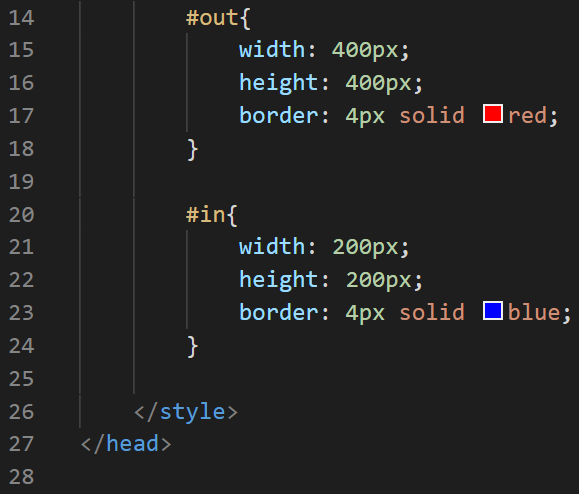 14 #out{
15 width: 400px;
16 height: 400px;
17 border: 4px solid red;
18 }
19
20 #in{
21 width: 200px;
22 height: 200px;
23 border: 4px solid blue;
24 }
25
26 </style>
27 </head>
28